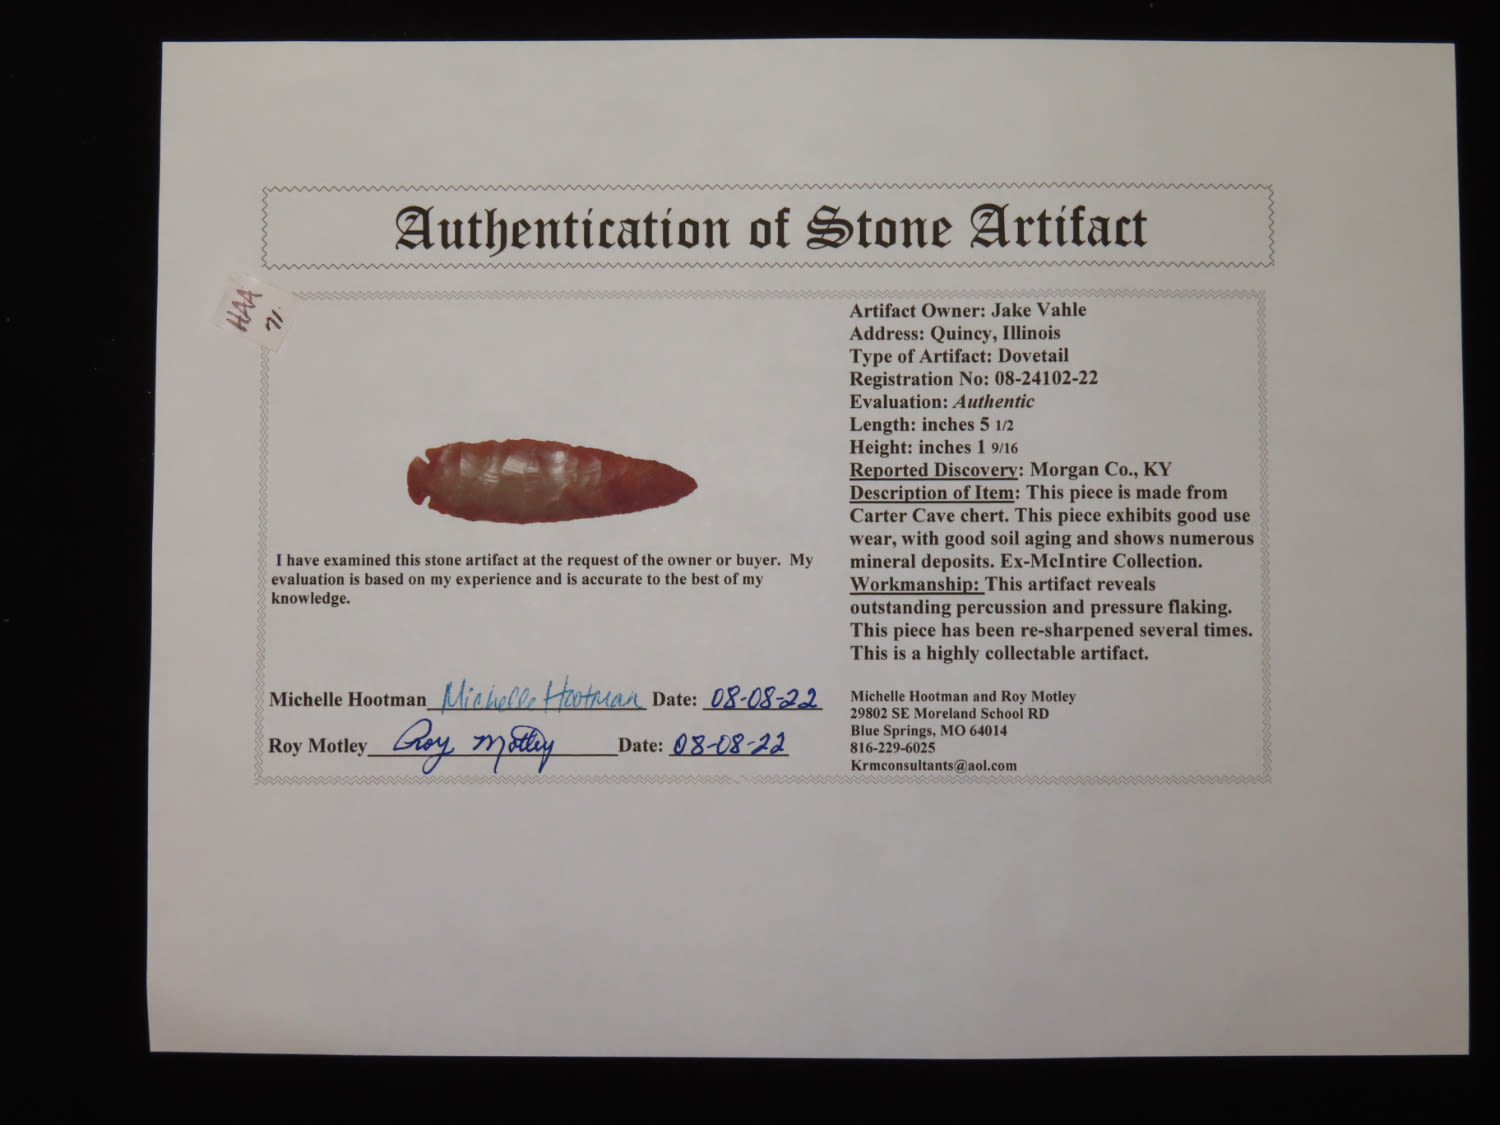 Authentication of Stone Artifact
HAA
71
Artifact Owner: Jake Vahle
Address: Quincy, Illinois
Type of Artifact: Dovetail
Registration No: 08-24102-22
Evaluation: Authentic
Length: inches 5 1/2
Height: inches 1 9/16
Reported Discovery: Morgan Co., KY
Description of Item: This piece is made from
Carter Cave chert. This piece exhibits good use
wear, with good soil aging and shows numerous
mineral deposits. Ex-McIntire Collection.
Workmanship: This artifact reveals
outstanding percussion and pressure flaking.
This piece has been re-sharpened several times.
This is a highly collectable artifact.
I have examined this stone artifact at the request of the owner or buyer. My
evaluation is based on my experience and is accurate to the best of my
knowledge.
Michelle Hootman Michelle Hootman Date: 08-08-22
Roy Motley Roy Motley Date: 08-08-22
Michelle Hootman and Roy Motley
29802 SE Moreland School RD
Blue Springs, MO 64014
816-229-6025
Krmconsultants@aol.com